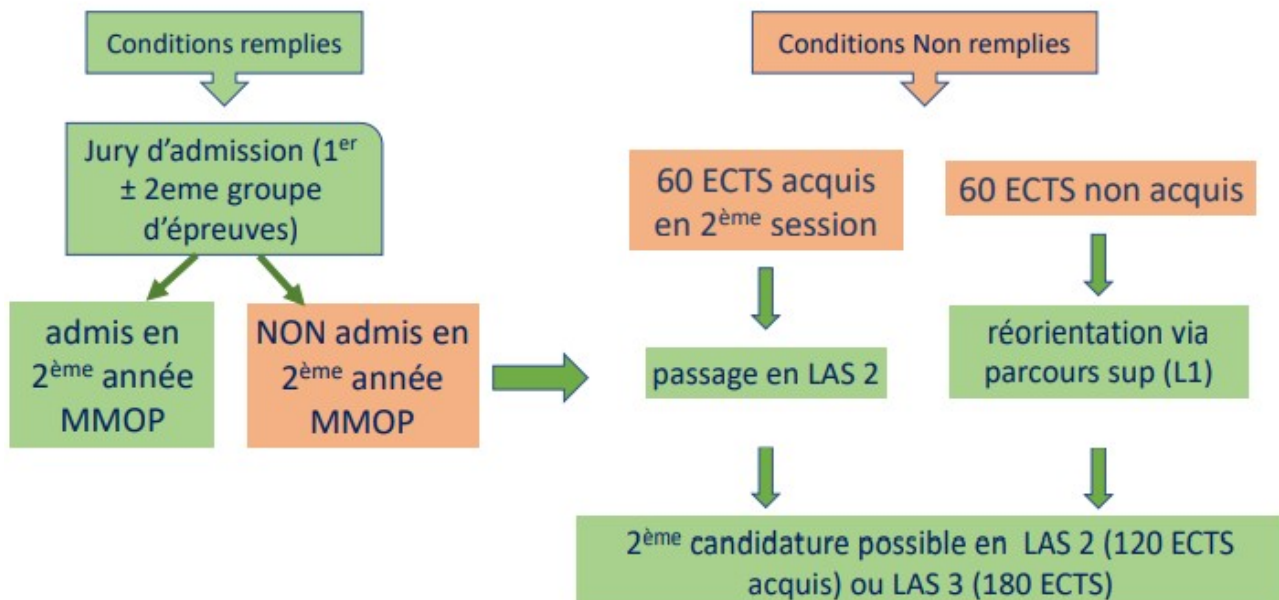 Conditions remplies
Jury d'admission (1er
± 2eme groupe
d'épreuves)
admis en
2ème année
MMOP
NON admis en
2ème année
MMOP
Conditions Non remplies
60 ECTS acquis
en 2ème session
60 ECTS non acquis
passage en LAS 2
réorientation via
parcours sup (L1)
2ème candidature possible en LAS 2 (120 ECTS
acquis) ou LAS 3 (180 ECTS)